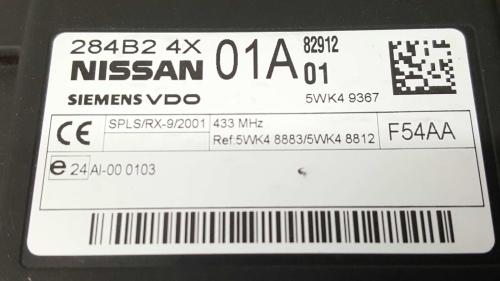 284B2 4X 01A 82912
NISSAN 01
SIEMENS VDO 5WK4 9367
CE SPLS/RX-9/2001 433 MHz F54AA
Ref:5WK4 8883/5WK4 8812
e 24 AI-00 0103